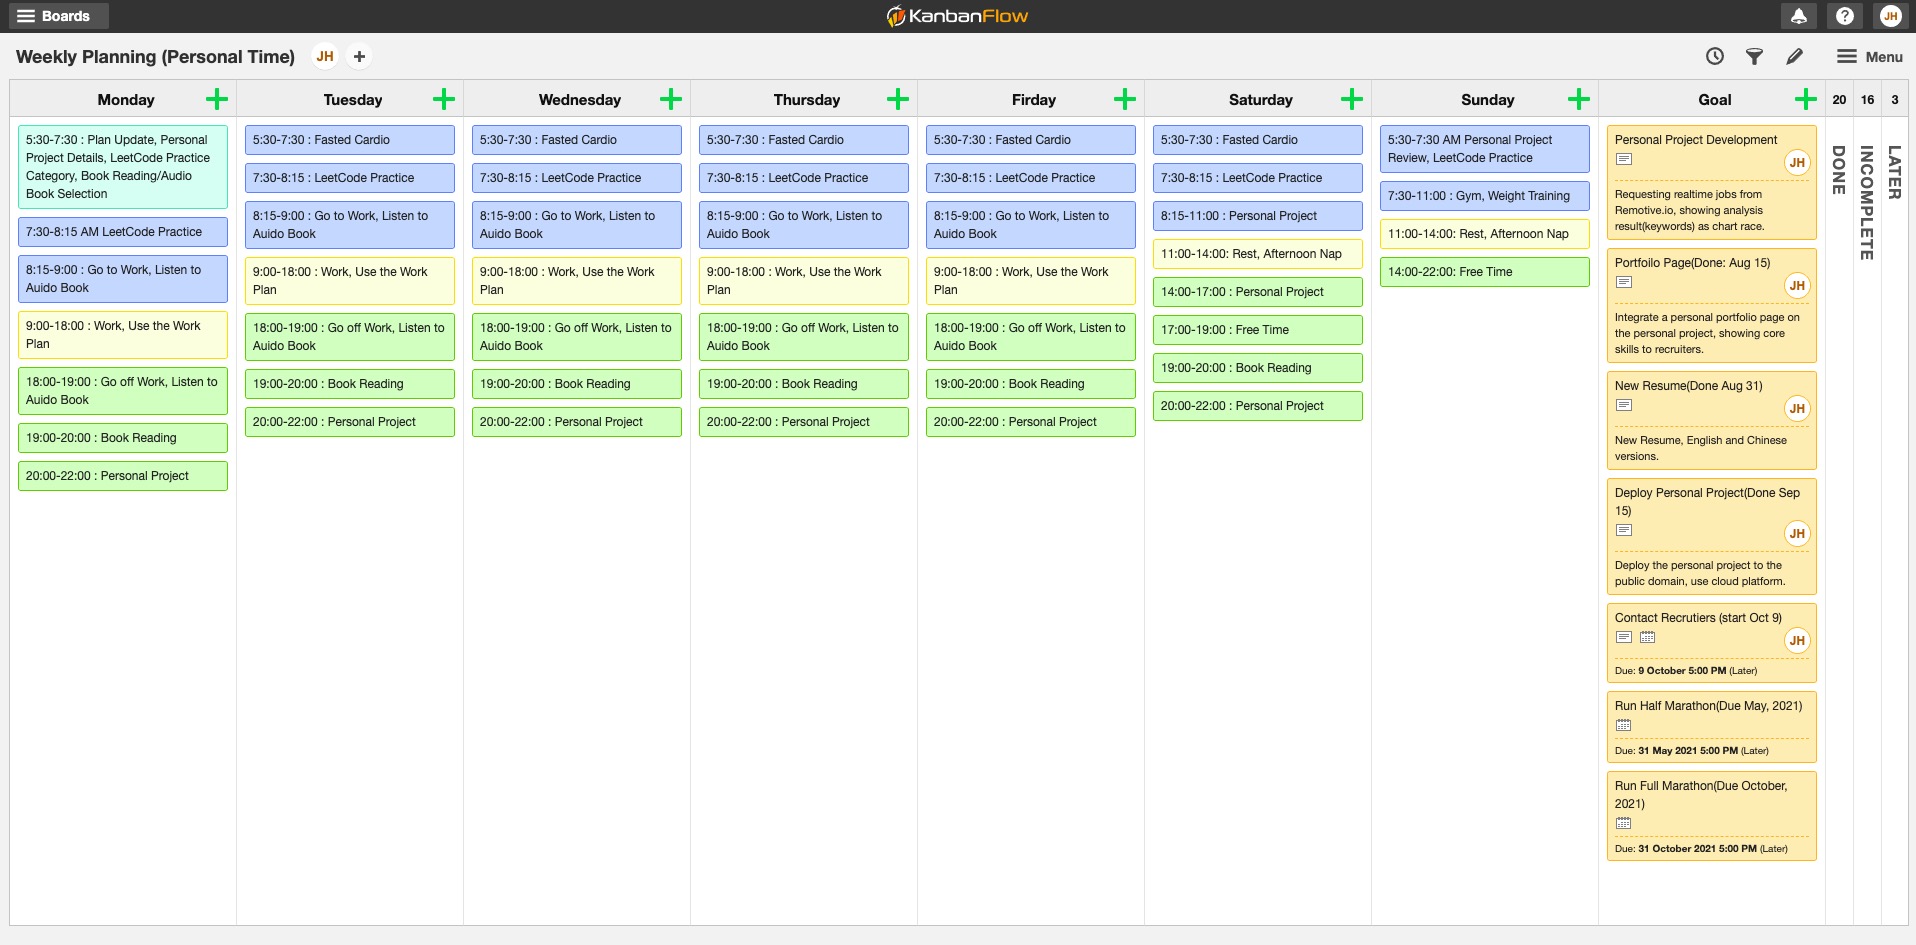 Boards
KanbanFlow
JH
Weekly Planning (Personal Time)
JH
Menu
Monday
5:30-7:30 : Plan Update, Personal
Project Details, LeetCode Practice
Category, Book Reading/Audio
Book Selection
7:30-8:15 AM LeetCode Practice
8:15-9:00 : Go to Work, Listen to
Auido Book
9:00-18:00 : Work, Use the Work
Plan
18:00-19:00 : Go off Work, Listen to
Auido Book
19:00-20:00 : Book Reading
20:00-22:00 : Personal Project
Tuesday
5:30-7:30 : Fasted Cardio
7:30-8:15 : LeetCode Practice
8:15-9:00 : Go to Work, Listen to
Auido Book
9:00-18:00 : Work, Use the Work
Plan
18:00-19:00 : Go off Work, Listen to
Auido Book
19:00-20:00 : Book Reading
20:00-22:00 : Personal Project
Wednesday
5:30-7:30 : Fasted Cardio
7:30-8:15 : LeetCode Practice
8:15-9:00 : Go to Work, Listen to
Auido Book
9:00-18:00 : Work, Use the Work
Plan
18:00-19:00 : Go off Work, Listen to
Auido Book
19:00-20:00 : Book Reading
20:00-22:00 : Personal Project
Thursday
5:30-7:30 : Fasted Cardio
7:30-8:15 : LeetCode Practice
8:15-9:00 : Go to Work, Listen to
Auido Book
9:00-18:00 : Work, Use the Work
Plan
18:00-19:00 : Go off Work, Listen to
Auido Book
19:00-20:00 : Book Reading
20:00-22:00 : Personal Project
Firday
5:30-7:30 : Fasted Cardio
7:30-8:15 : LeetCode Practice
8:15-9:00 : Go to Work, Listen to
Auido Book
9:00-18:00 : Work, Use the Work
Plan
18:00-19:00 : Go off Work, Listen to
Auido Book
19:00-20:00 : Book Reading
20:00-22:00 : Personal Project
Saturday
5:30-7:30 : Fasted Cardio
7:30-8:15 : LeetCode Practice
8:15-11:00 : Personal Project
11:00-14:00: Rest, Afternoon Nap
14:00-17:00 : Personal Project
17:00-19:00 : Free Time
19:00-20:00 : Book Reading
20:00-22:00 : Personal Project
Sunday
5:30-7:30 AM Personal Project
Review, LeetCode Practice
7:30-11:00 : Gym, Weight Training
11:00-14:00: Rest, Afternoon Nap
14:00-22:00: Free Time
Goal
Personal Project Development
JH
Requesting realtime jobs from
Remotive.io, showing analysis
result(keywords) as chart race.
Portfoilo Page(Done: Aug 15)
JH
Integrate a personal portfolio page on
the personal project, showing core
skills to recruiters.
New Resume(Done Aug 31)
JH
New Resume, English and Chinese
versions.
Deploy Personal Project(Done Sep
15)
JH
Deploy the personal project to the
public domain, use cloud platform.
Contact Recrutiers (start Oct 9)
JH
Due: 9 October 5:00 PM (Later)
Run Half Marathon(Due May, 2021)
Due: 31 May 2021 5:00 PM (Later)
Run Full Marathon(Due October,
2021)
Due: 31 October 2021 5:00 PM (Later)
20
DONE
16
INCOMPLETE
3
LATER